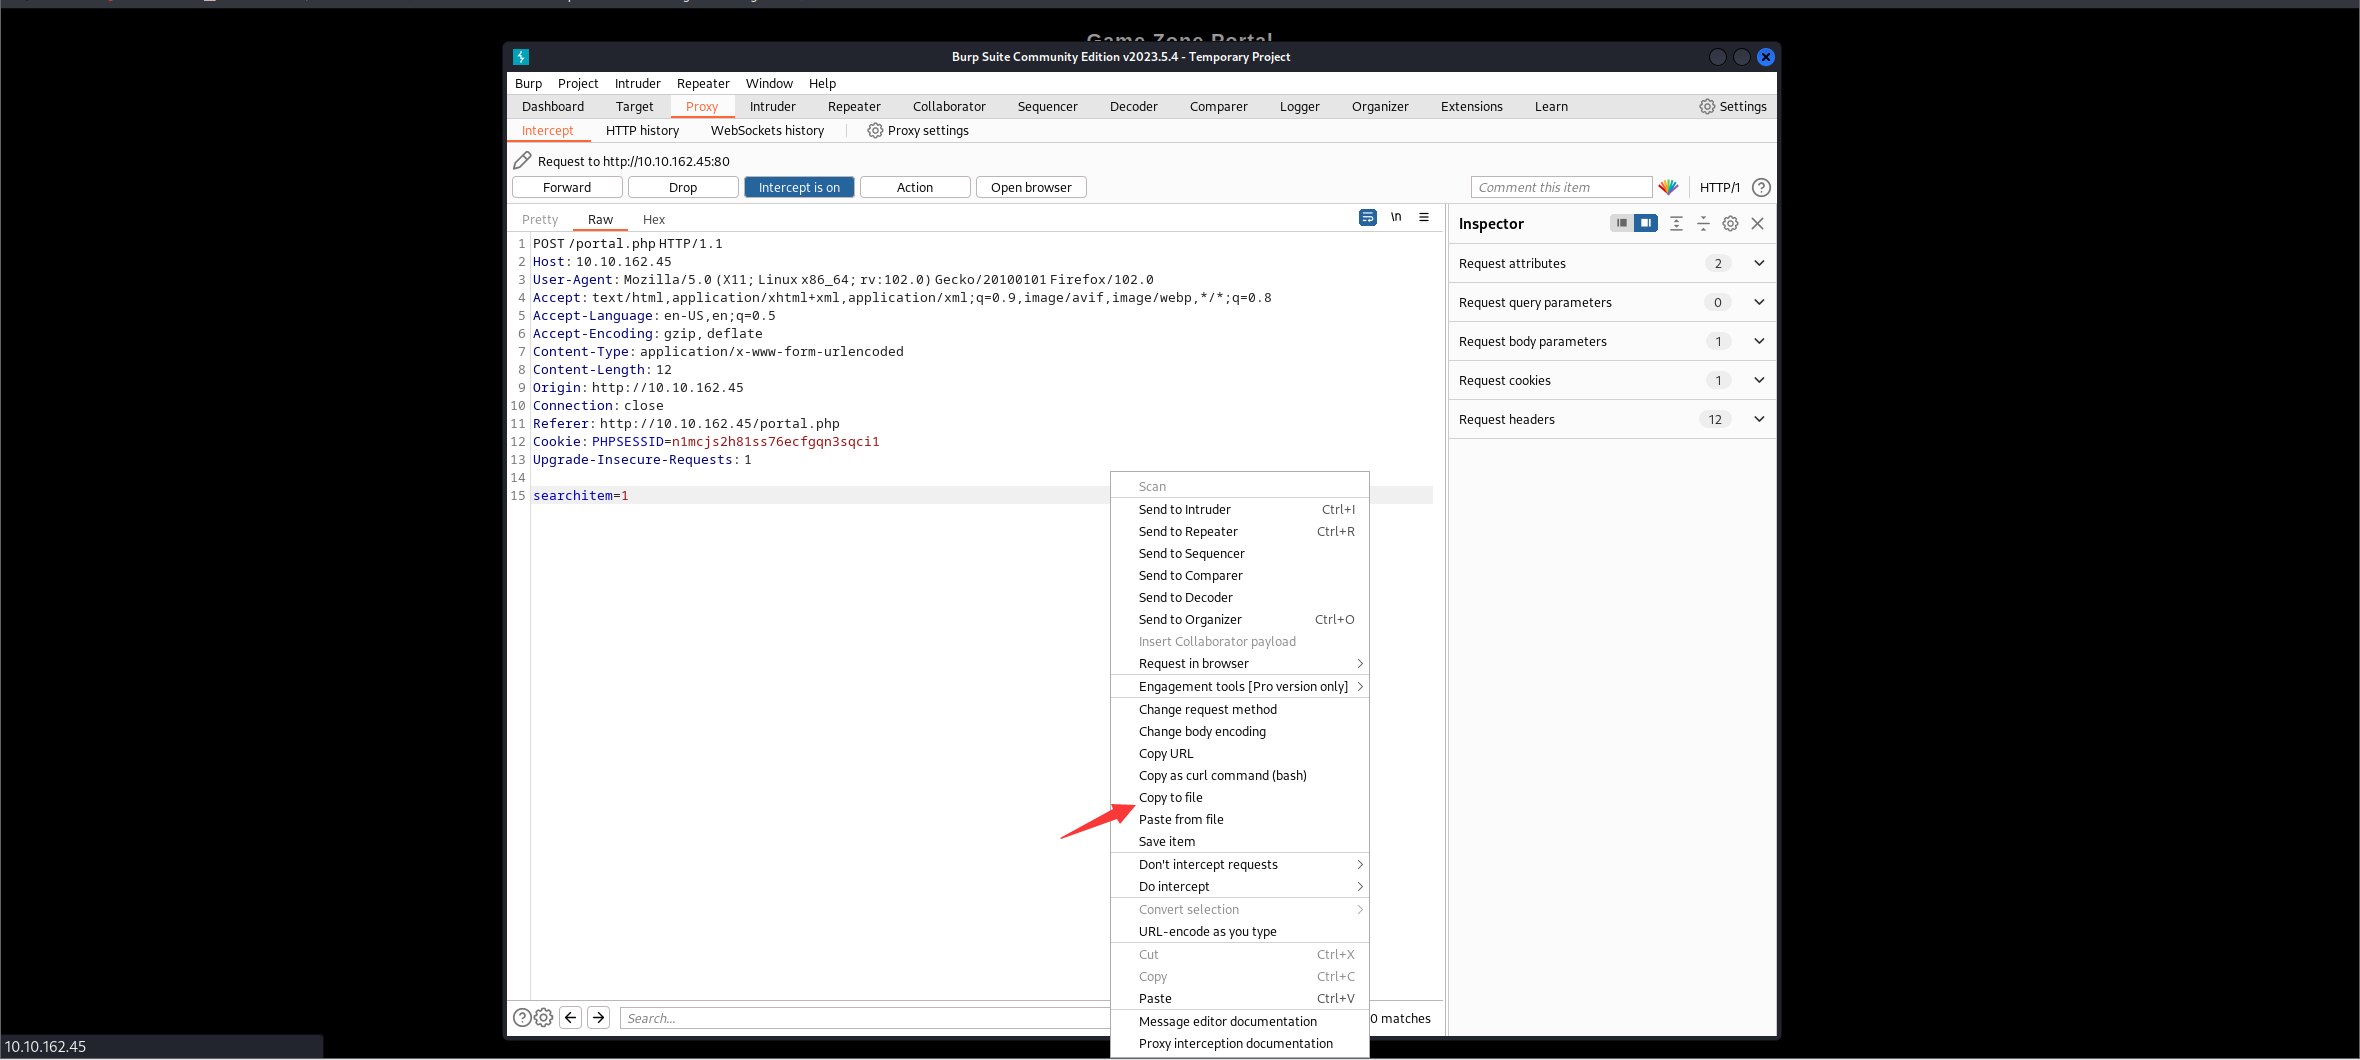 Game Zone Portal
Burp Suite Community Edition v2023.5.4 - Temporary Project
Burp Project Intruder Repeater Window Help
Dashboard Target Proxy Intruder Repeater Collaborator Sequencer Decoder Comparer Logger Organizer Extensions Learn Settings
Intercept HTTP history WebSockets history Proxy settings
Request to http://10.10.162.45:80
Forward Drop Intercept is on Action Open browser Comment this item HTTP/1
Pretty Raw Hex \n
Inspector
1 POST /portal.php HTTP/1.1
2 Host: 10.10.162.45
3 User-Agent: Mozilla/5.0 (X11; Linux x86_64; rv:102.0) Gecko/20100101 Firefox/102.0
4 Accept: text/html,application/xhtml+xml,application/xml;q=0.9,image/avif,image/webp,*/*;q=0.8
5 Accept-Language: en-US,en;q=0.5
6 Accept-Encoding: gzip, deflate
7 Content-Type: application/x-www-form-urlencoded
8 Content-Length: 12
9 Origin: http://10.10.162.45
10 Connection: close
11 Referer: http://10.10.162.45/portal.php
12 Cookie: PHPSESSID=n1mcjs2h81ss76ecfgqn3sqci1
13 Upgrade-Insecure-Requests: 1
14
15 searchitem=1
Request attributes 2
Request query parameters 0
Request body parameters 1
Request cookies 1
Request headers 12
Scan
Send to Intruder Ctrl+I
Send to Repeater Ctrl+R
Send to Sequencer
Send to Comparer
Send to Decoder
Send to Organizer Ctrl+O
Insert Collaborator payload
Request in browser
Engagement tools [Pro version only]
Change request method
Change body encoding
Copy URL
Copy as curl command (bash)
Copy to file
Paste from file
Save item
Don't intercept requests
Do intercept
Convert selection
URL-encode as you type
Cut Ctrl+X
Copy Ctrl+C
Paste Ctrl+V
Message editor documentation
Proxy interception documentation
Search...
0 matches
10.10.162.45